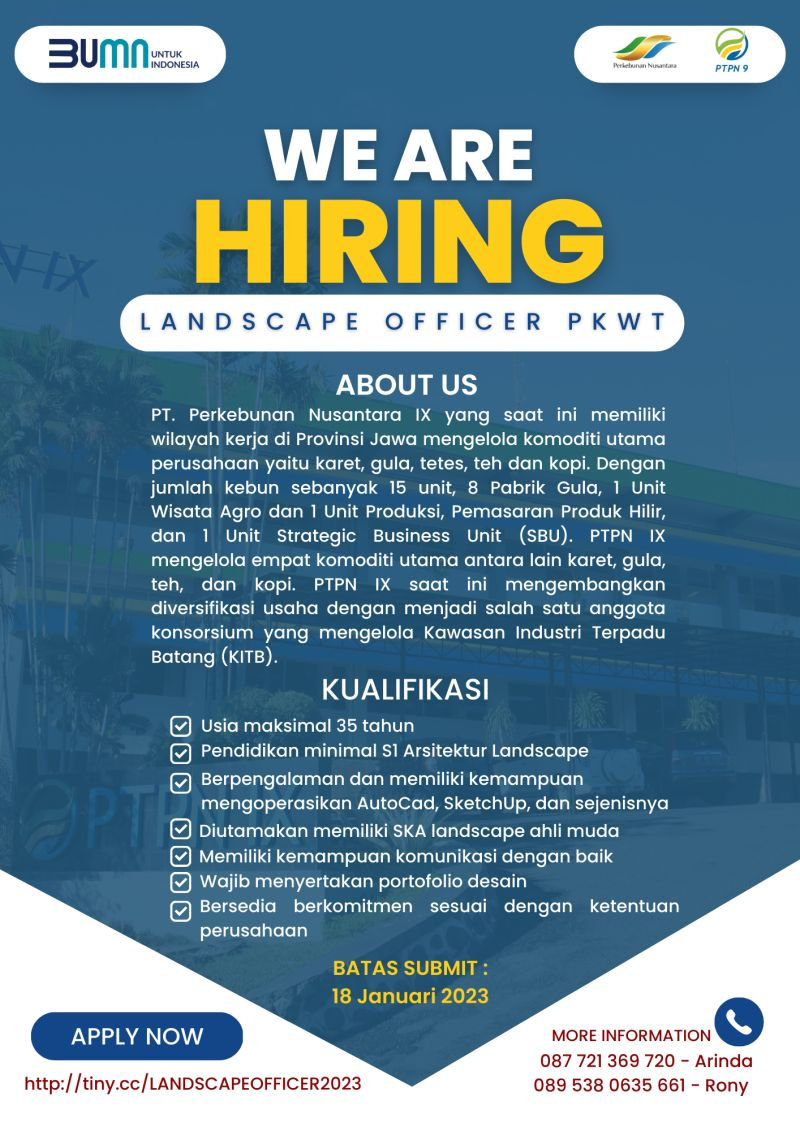 BUMN UNTUK
INDONESIA
Perkebunan Nusantara
PTPN 9
WE ARE
HIRING
LANDSCAPE OFFICER PKWT
ABOUT US
PT. Perkebunan Nusantara IX yang saat ini memiliki
wilayah kerja di Provinsi Jawa mengelola komoditi utama
perusahaan yaitu karet, gula, tetes, teh dan kopi. Dengan
jumlah kebun sebanyak 15 unit, 8 Pabrik Gula, 1 Unit
Wisata Agro dan 1 Unit Produksi, Pemasaran Produk Hilir,
dan 1 Unit Strategic Business Unit (SBU). PTPN IX
mengelola empat komoditi utama antara lain karet, gula,
teh, dan kopi. PTPN IX saat ini mengembangkan
diversifikasi usaha dengan menjadi salah satu anggota
konsorsium yang mengelola Kawasan Industri Terpadu
Batang (KITB).
KUALIFIKASI
Usia maksimal 35 tahun
Pendidikan minimal S1 Arsitektur Landscape
Berpengalaman dan memiliki kemampuan
mengoperasikan AutoCad, SketchUp, dan sejenisnya
Diutamakan memiliki SKA landscape ahli muda
Memiliki kemampuan komunikasi dengan baik
Wajib menyertakan portofolio desain
Bersedia berkomitmen sesuai dengan ketentuan
perusahaan
PTPN IX
BATAS SUBMIT :
18 Januari 2023
APPLY NOW
http://tiny.cc/LANDSCAPEOFFICER2023
MORE INFORMATION
087 721 369 720 - Arinda
089 538 0635 661 - Rony